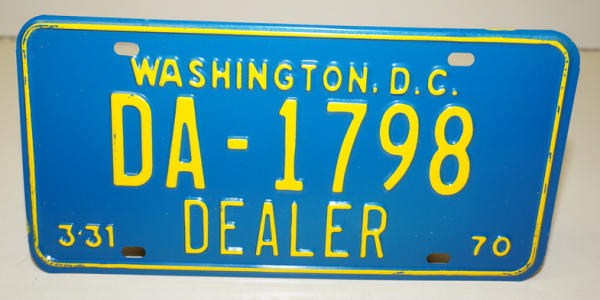 WASHINGTON, D.C.
DA-1798
DEALER
3·31 70